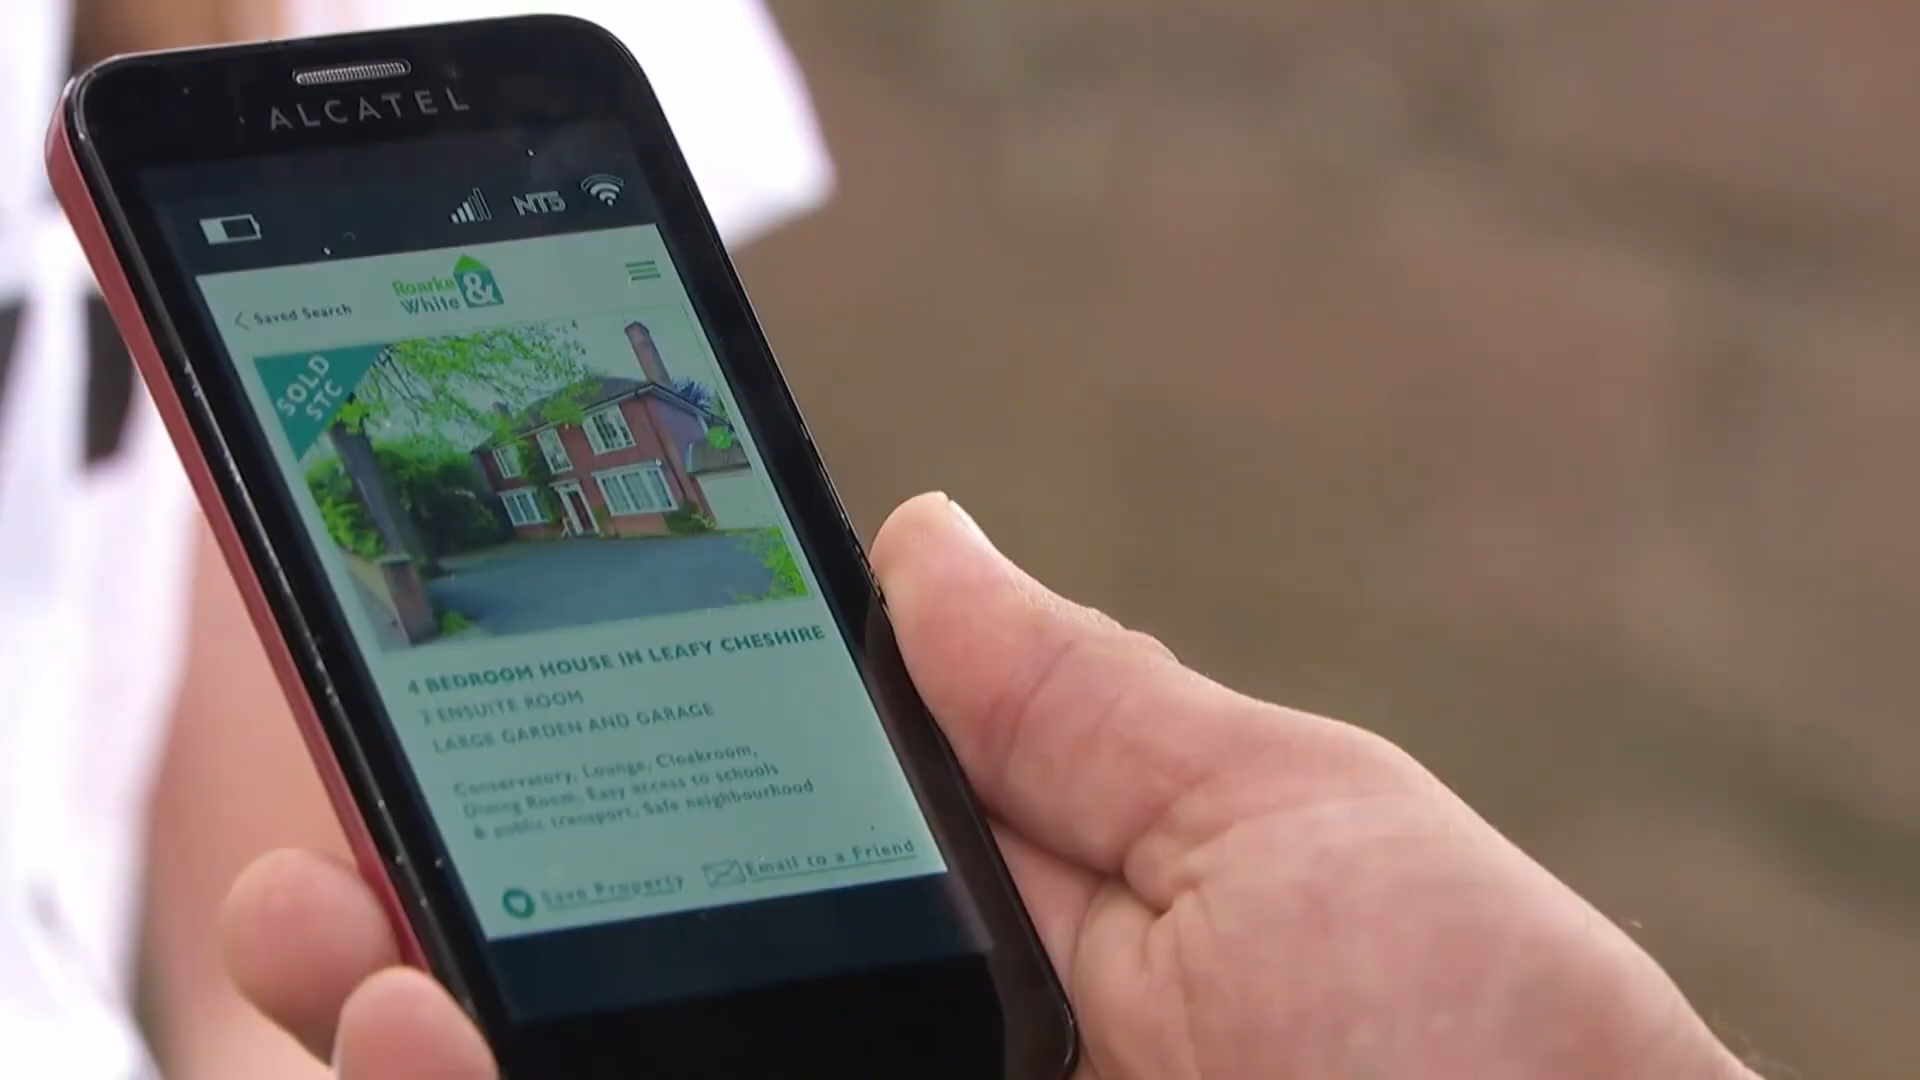 ALCATEL
NT5
Saved Search
Roarke
White &
SOLD
STC
4 BEDROOM HOUSE IN LEAFY CHESHIRE
ENSUITE ROOM
LARGE GARDEN AND GARAGE
Conservatory, Lounge, Cloakroom,
Dining Room, Easy access to schools
& public transport, Safe neighbourhood
Save Property
Email to a Friend